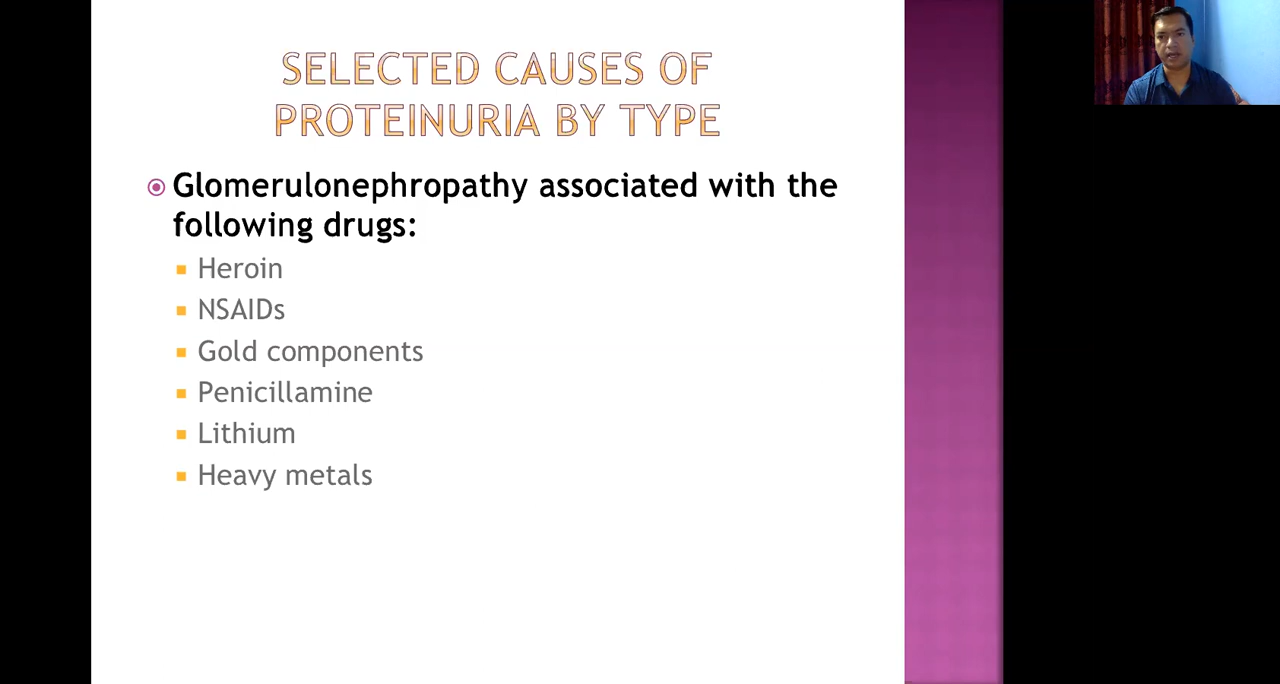 SELECTED CAUSES OF
PROTEINURIA BY TYPE
Glomerulonephropathy associated with the
following drugs:
Heroin
NSAIDs
Gold components
Penicillamine
Lithium
Heavy metals